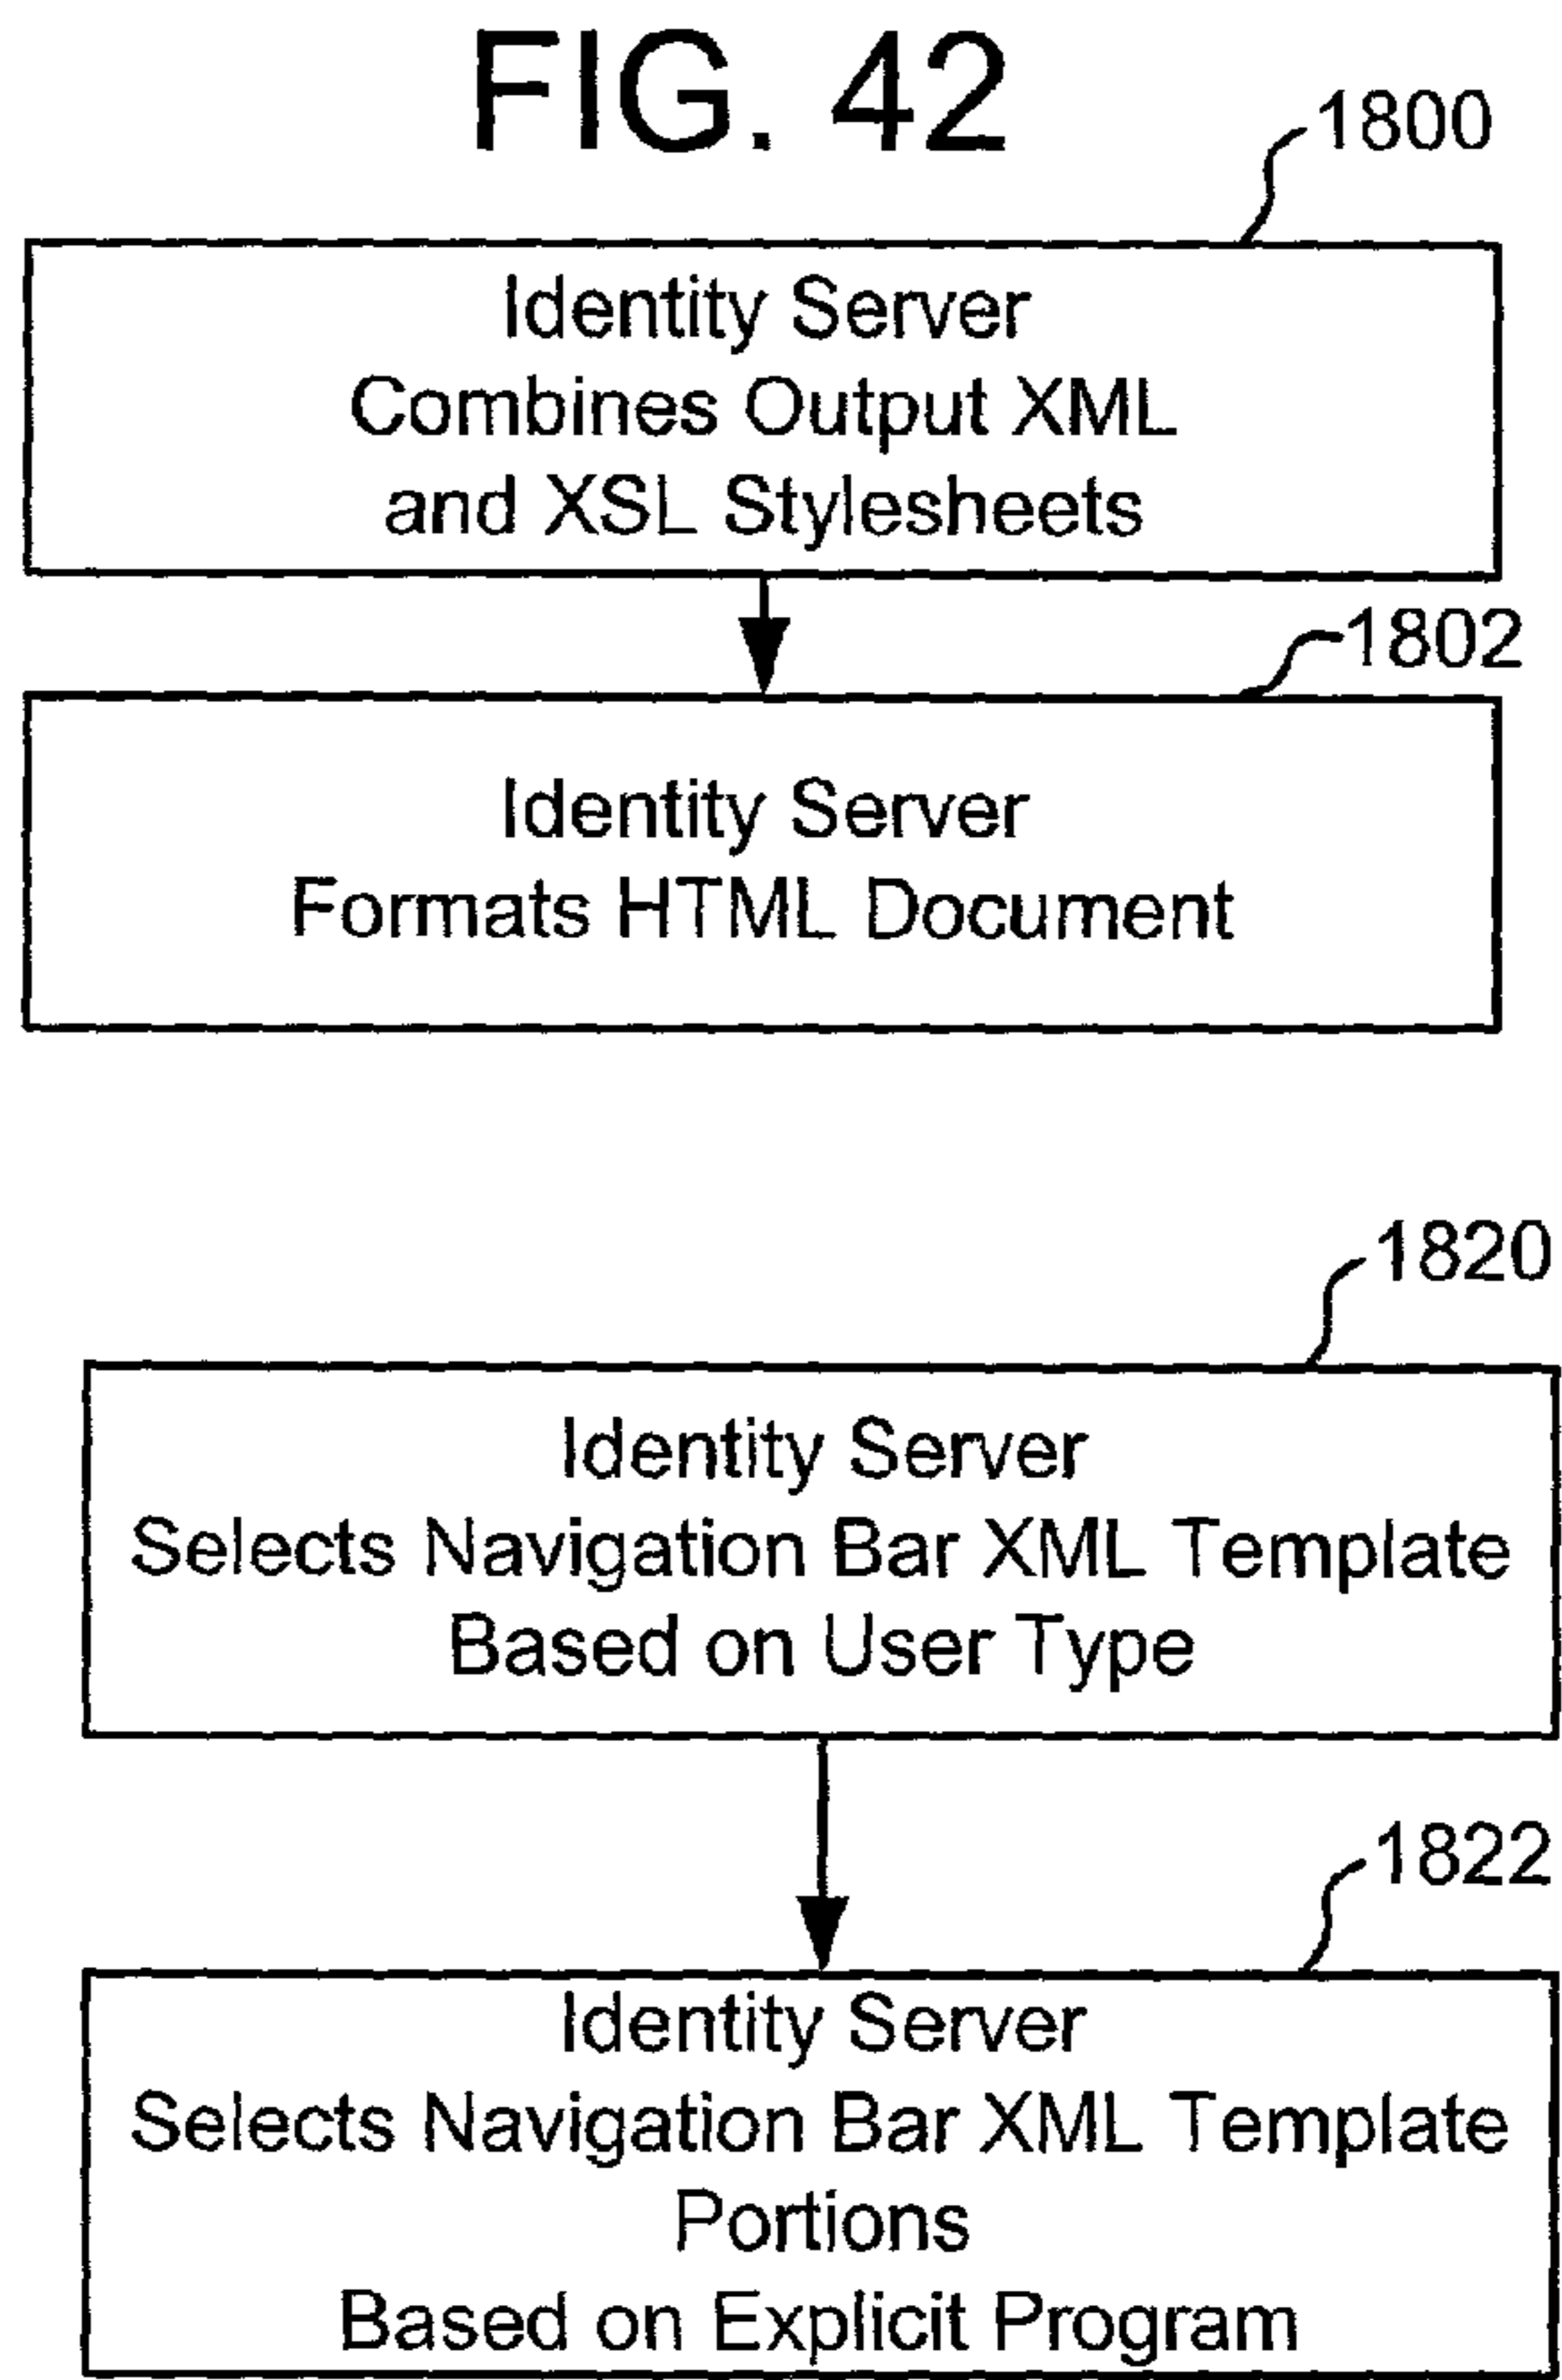 FIG. 42
1800
Identity Server
Combines Output XML
and XSL Stylesheets
1802
Identity Server
Formats HTML Document
1820
Identity Server
Selects Navigation Bar XML Template
Based on User Type
1822
Identity Server
Selects Navigation Bar XML Template
Portions
Based on Explicit Program